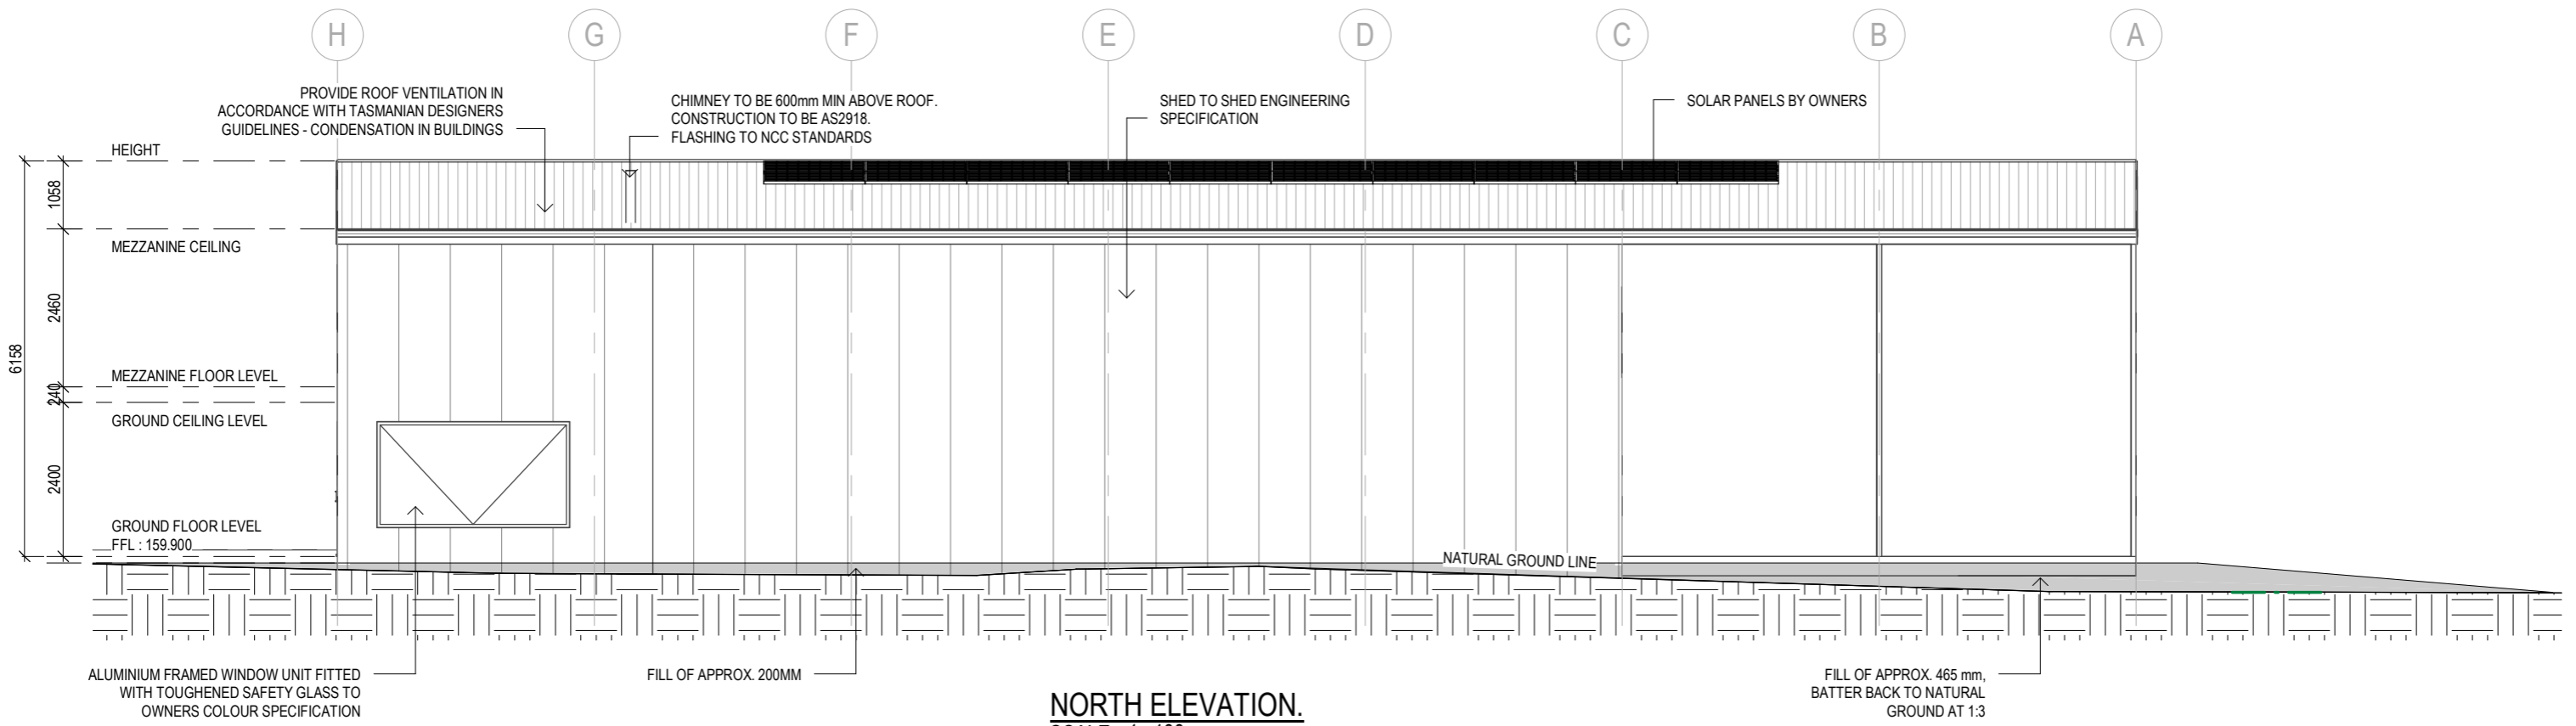 H G F E D C B A
PROVIDE ROOF VENTILATION IN
ACCORDANCE WITH TASMANIAN DESIGNERS
GUIDELINES - CONDENSATION IN BUILDINGS
CHIMNEY TO BE 600mm MIN ABOVE ROOF.
CONSTRUCTION TO BE AS2918.
FLASHING TO NCC STANDARDS
SHED TO SHED ENGINEERING
SPECIFICATION
SOLAR PANELS BY OWNERS
HEIGHT
1058
MEZZANINE CEILING
2460
6158
MEZZANINE FLOOR LEVEL
240
GROUND CEILING LEVEL
2400
GROUND FLOOR LEVEL
FFL : 159.900
NATURAL GROUND LINE
ALUMINIUM FRAMED WINDOW UNIT FITTED
WITH TOUGHENED SAFETY GLASS TO
OWNERS COLOUR SPECIFICATION
FILL OF APPROX. 200MM
FILL OF APPROX. 465 mm,
BATTER BACK TO NATURAL
GROUND AT 1:3
NORTH ELEVATION.